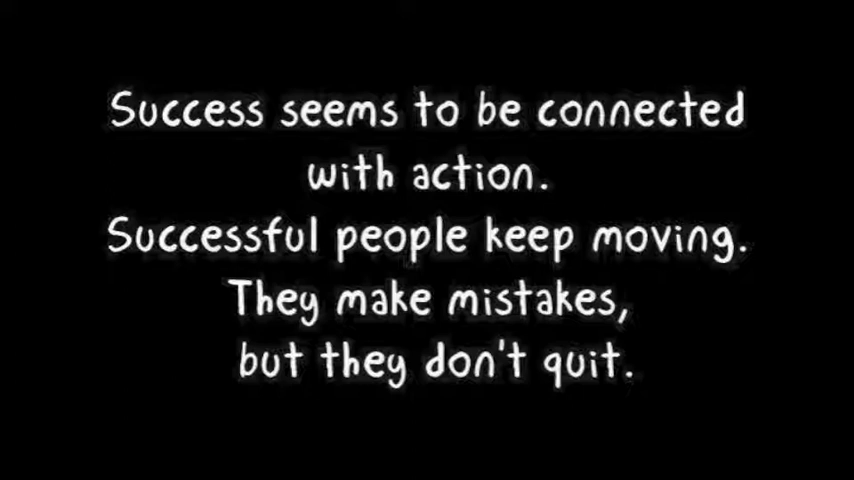 Success seems to be connected
with action.
Successful people keep moving.
They make mistakes,
but they don't quit.